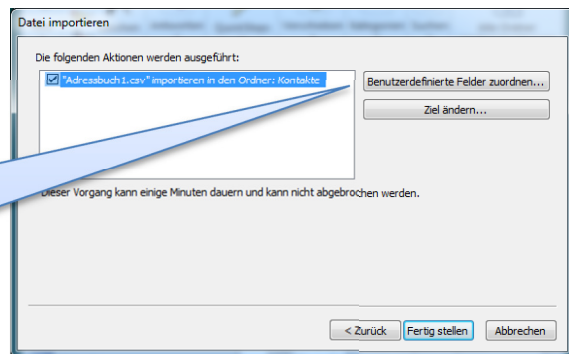 Datei importieren
Die folgenden Aktionen werden ausgeführt:
"Adressbuch1.csv" importieren in den Ordner: Kontakte
Benutzerdefinierte Felder zuordnen...
Ziel ändern...
Dieser Vorgang kann einige Minuten dauern und kann nicht abgebrochen werden.
< Zurück
Fertig stellen
Abbrechen